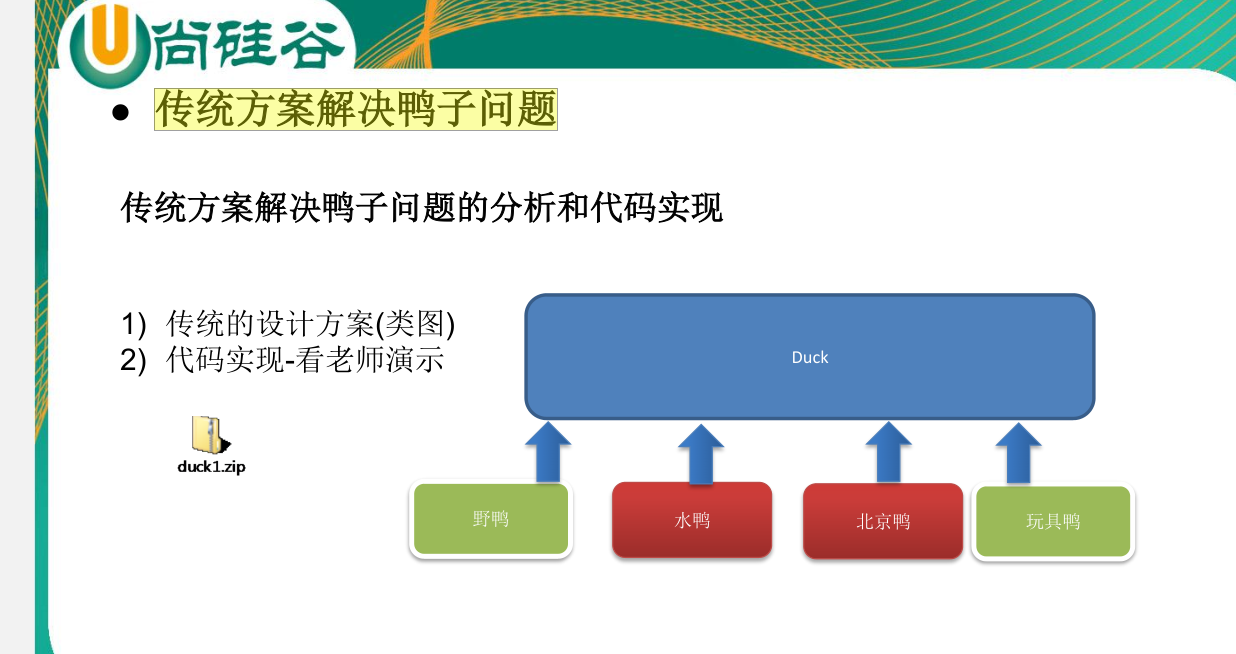 尚硅谷
● 传统方案解决鸭子问题
传统方案解决鸭子问题的分析和代码实现
1) 传统的设计方案(类图)
2) 代码实现-看老师演示
duck1.zip
Duck
野鸭
水鸭
北京鸭
玩具鸭